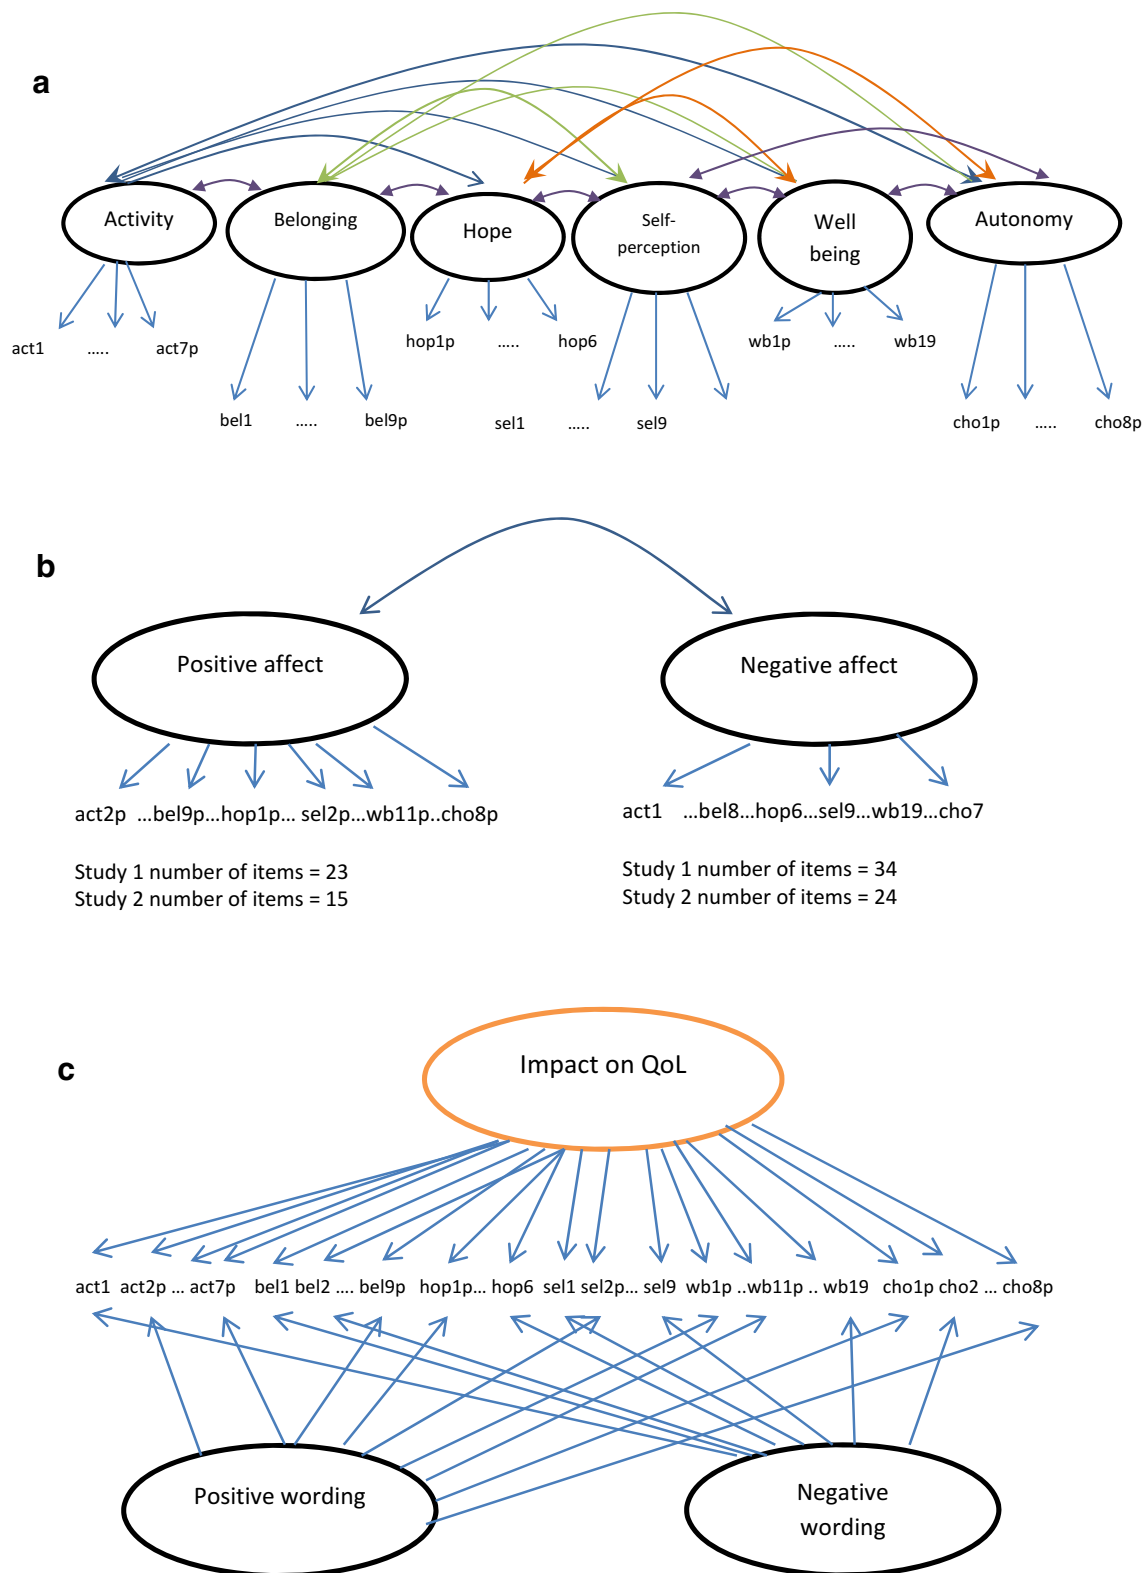 a
Activity
Belonging
Hope
Self-
perception
Well
being
Autonomy
act1 ..... act7p
hop1p ..... hop6
wb1p ..... wb19
bel1 ..... bel9p
sel1 ..... sel9
cho1p ..... cho8p
b
Positive affect
Negative affect
act2p ...bel9p...hop1p... sel2p...wb11p..cho8p
act1 ...bel8...hop6...sel9...wb19...cho7
Study 1 number of items = 23
Study 2 number of items = 15
Study 1 number of items = 34
Study 2 number of items = 24
c
Impact on QoL
act1 act2p ... act7p bel1 bel2 .... bel9p hop1p... hop6 sel1 sel2p... sel9 wb1p ..wb11p .. wb19 cho1p cho2 ... cho8p
Positive wording
Negative
wording